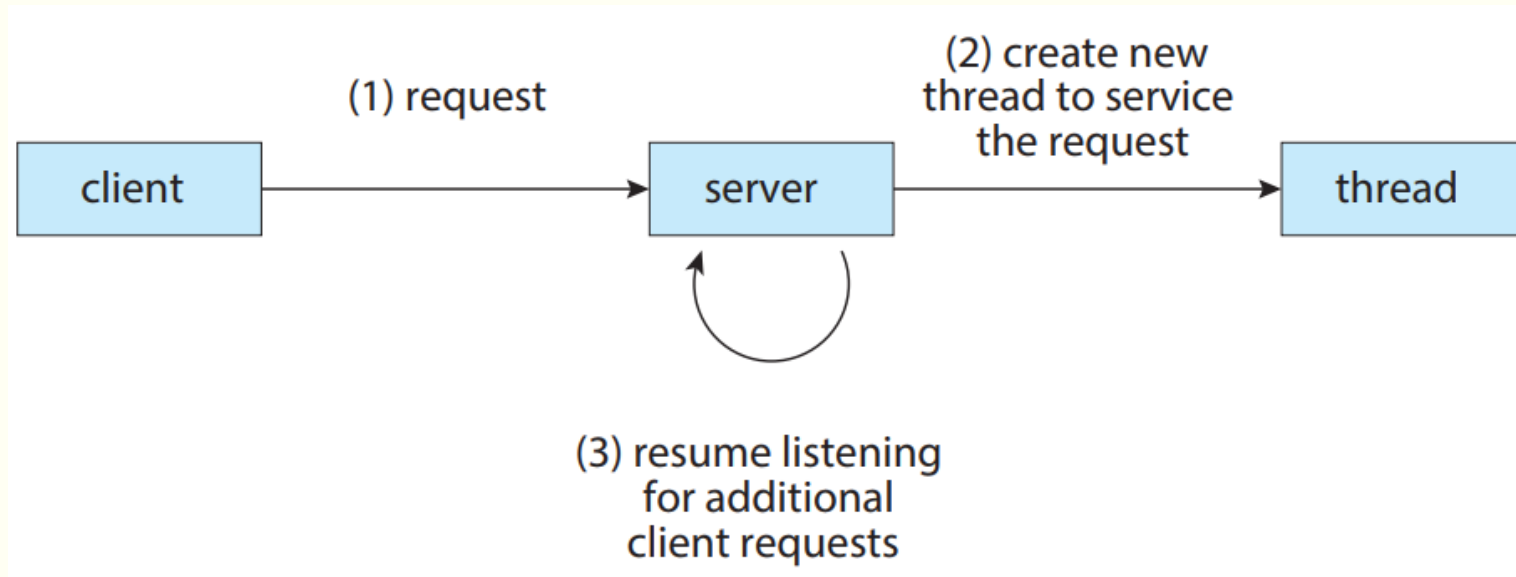 (1) request
(2) create new
thread to service
the request
client
server
thread
(3) resume listening
for additional
client requests